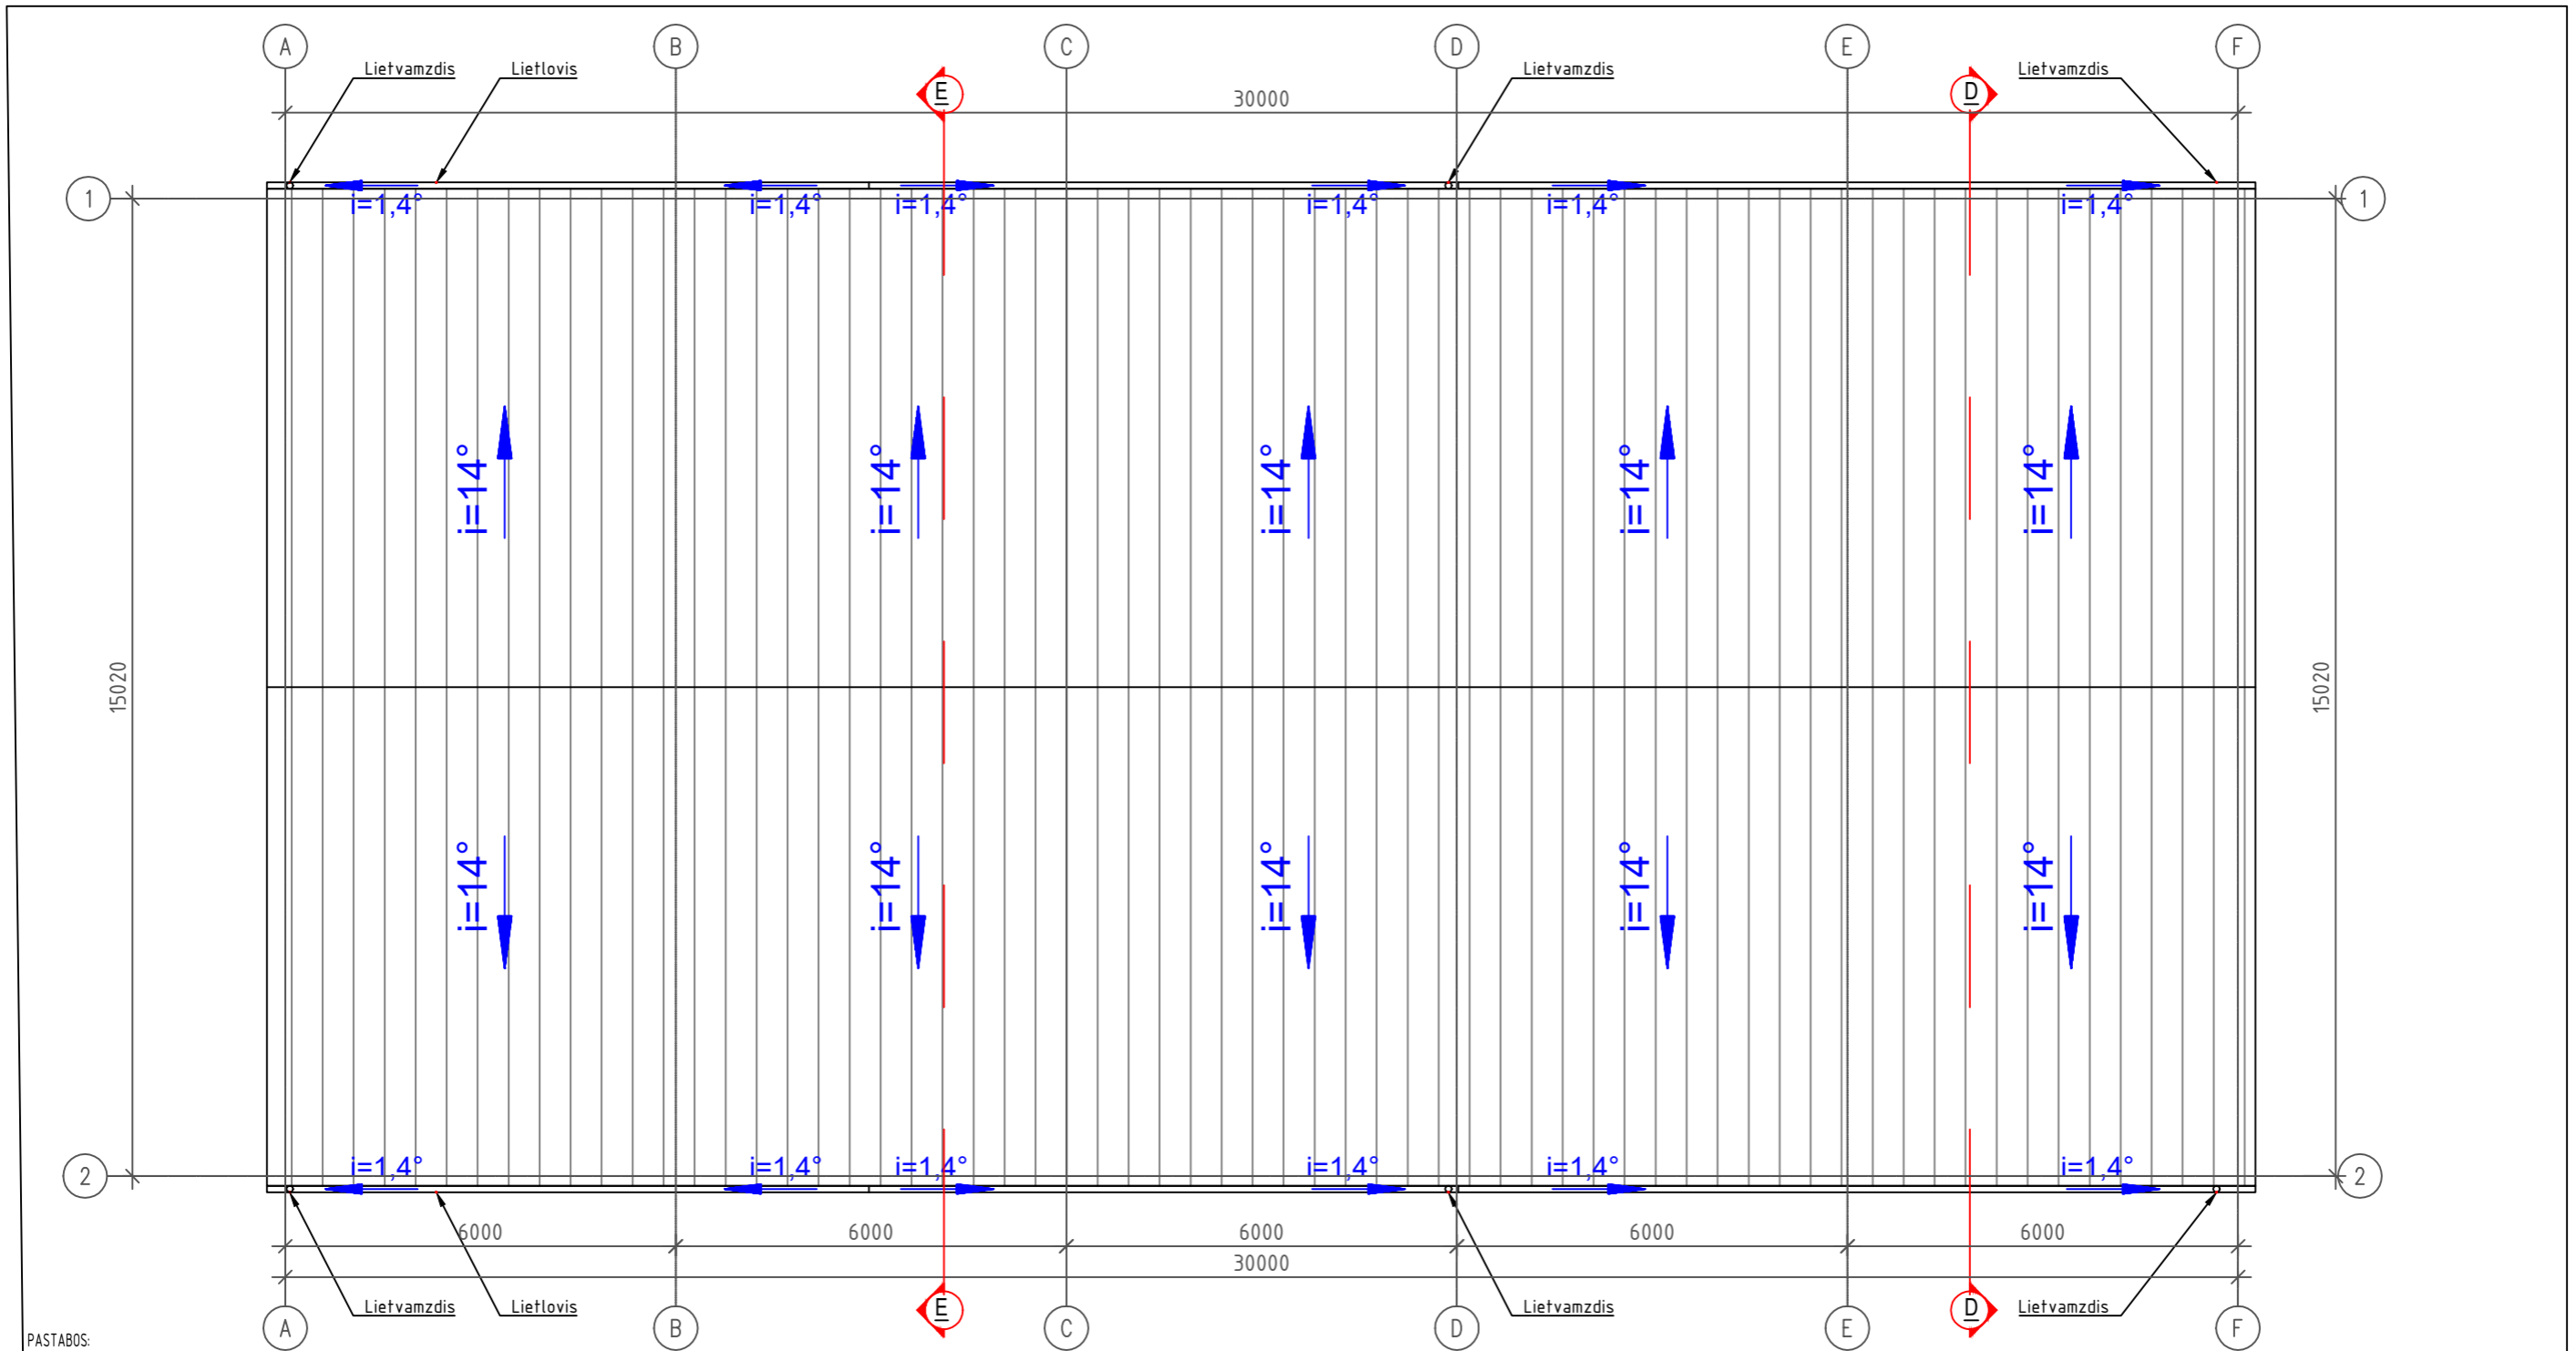 A B C D E F
Lietvamzdis Lietlovis Lietvamzdis Lietvamzdis
E D
30000
1 1
i=1,4° i=1,4° i=1,4° i=1,4° i=1,4° i=1,4°
i=14° i=14° i=14° i=14° i=14°
15020 15020
i=14° i=14° i=14° i=14° i=14°
i=1,4° i=1,4° i=1,4° i=1,4° i=1,4° i=1,4°
2 2
6000 6000 6000 6000 6000
30000
Lietvamzdis Lietlovis Lietvamzdis Lietvamzdis
E D
A B C D E F
PASTABOS: